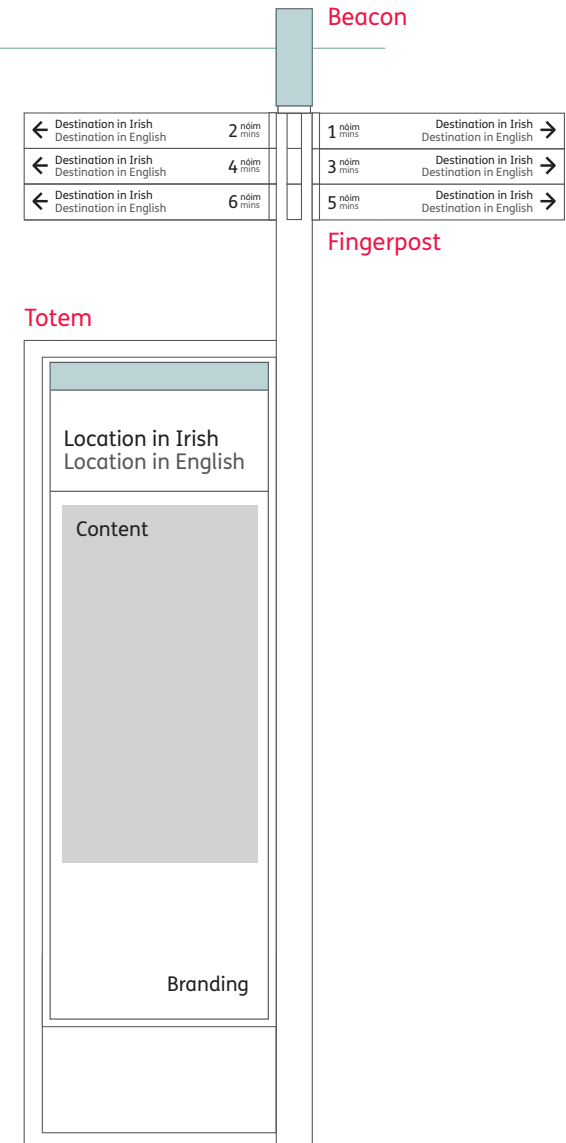 Beacon
Destination in Irish
Destination in English
2 nóim
mins
1 nóim
mins
Destination in Irish
Destination in English
Destination in Irish
Destination in English
4 nóim
mins
3 nóim
mins
Destination in Irish
Destination in English
Destination in Irish
Destination in English
6 nóim
mins
5 nóim
mins
Destination in Irish
Destination in English
Fingerpost
Totem
Location in Irish
Location in English
Content
Branding